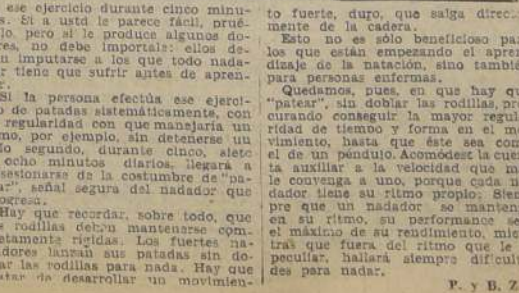 ese ejercicio durante cinco minu-
s. Si a ustd le parece fácil, prué-
lo, pero si le produce algunos do-
res, no debe importale: ellos de-
n imputarse a los que todo nada-
r tiene que sufrir antes de apren-
r.
Si la persona efectúa ese ejerci-
o de patadas sistemáticamente, con
regularidad con que manejaría un
mo, por ejemplo, sin detenerse un
lo segundo, durante cinco, siete
ocho minutos diarios, llegará a
sesionarse de la costumbre de "pa-
ar", señal segura del nadador que
ogresa.
Hay que recordar, sobre todo, que
s rodillas deben mantenerse com-
etamente rígidas. Los fuertes na-
adores lanzan sus patadas sin do-
ar las rodillas para nada. Hay que
atar de desarrollar un movimien-
to fuerte, duro, que salga direc
mente de la cadera.
Esto no es sólo beneficioso par
los que están empezando el apren
dizaje de la natación, sino tambié
para personas enfermas.
Quedamos, pues, en que hay qu
"patear", sin doblar las rodillas, pr
curando conseguir la mayor regul
ridad de tiempo y forma en el m
vimiento, hasta que éste sea com
el de un péndulo. Acomódest la cuer
ta auxiliar a la velocidad que m
le convenga a uno, porque cada n
dador tiene su ritmo propio. Siem
pre que un nadador se manten
en su ritmo, su performance se
el máximo de su rendimiento, mie
tras que fuera del ritmo que le
peculiar, hallará siempre dificul
des para nadar.
P. y B. Z